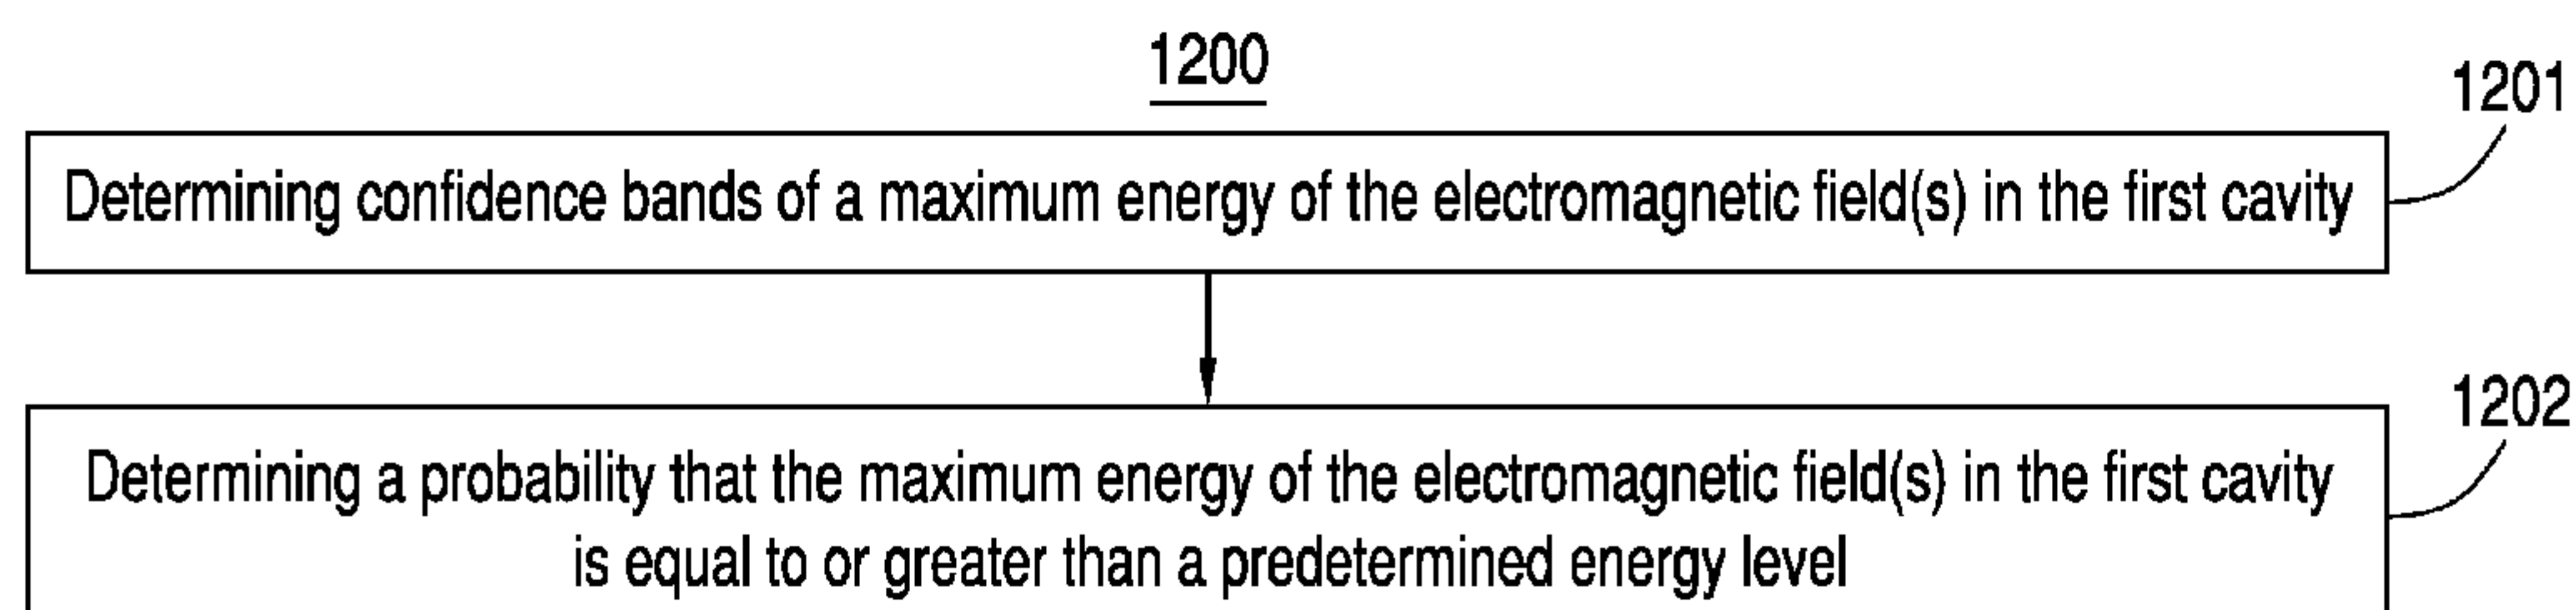 1200
1201
Determining confidence bands of a maximum energy of the electromagnetic field(s) in the first cavity
1202
Determining a probability that the maximum energy of the electromagnetic field(s) in the first cavity
is equal to or greater than a predetermined energy level